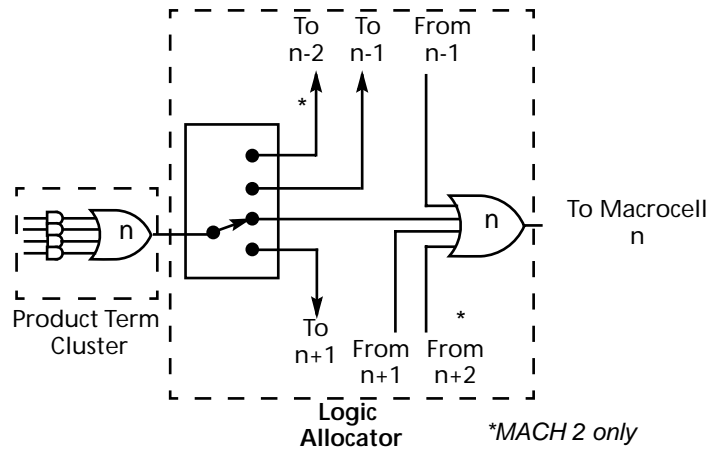 To
n-2
To
n-1
From
n-1
*
n
n
To Macrocell
n
Product Term
Cluster
To
n+1
From
n+1
*
From
n+2
Logic
Allocator
*MACH 2 only